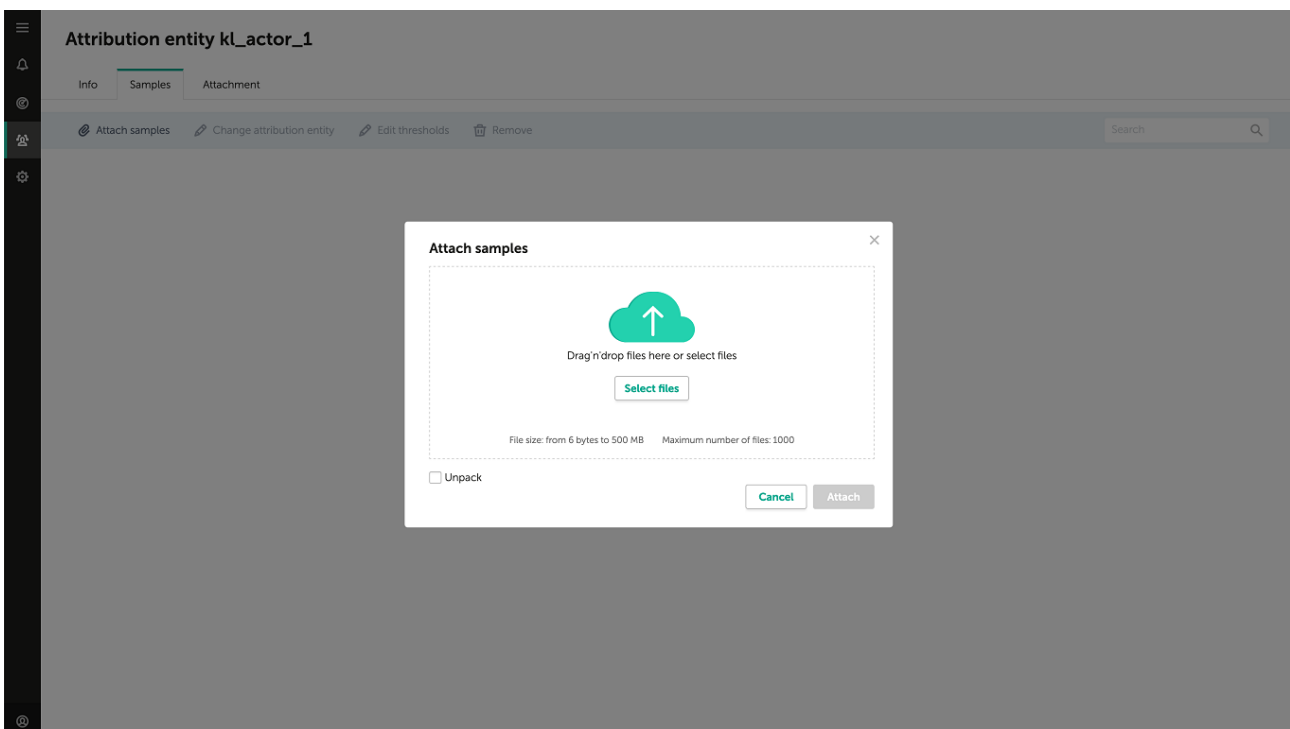 Attribution entity kl_actor_1
Info Samples Attachment
Attach samples Change attribution entity Edit thresholds Remove Search
Attach samples
Drag'n'drop files here or select files
Select files
File size: from 6 bytes to 500 MB Maximum number of files: 1000
Unpack
Cancel Attach